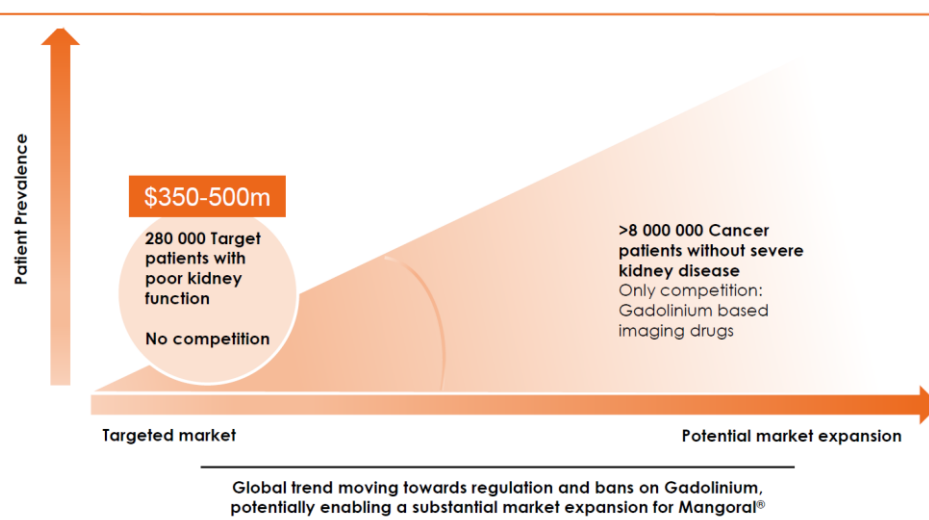 Patient Prevalence
$350-500m
280 000 Target
patients with
poor kidney
function
No competition
>8 000 000 Cancer
patients without severe
kidney disease
Only competition:
Gadolinium based
imaging drugs
Targeted market
Potential market expansion
Global trend moving towards regulation and bans on Gadolinium,
potentially enabling a substantial market expansion for Mangoral®